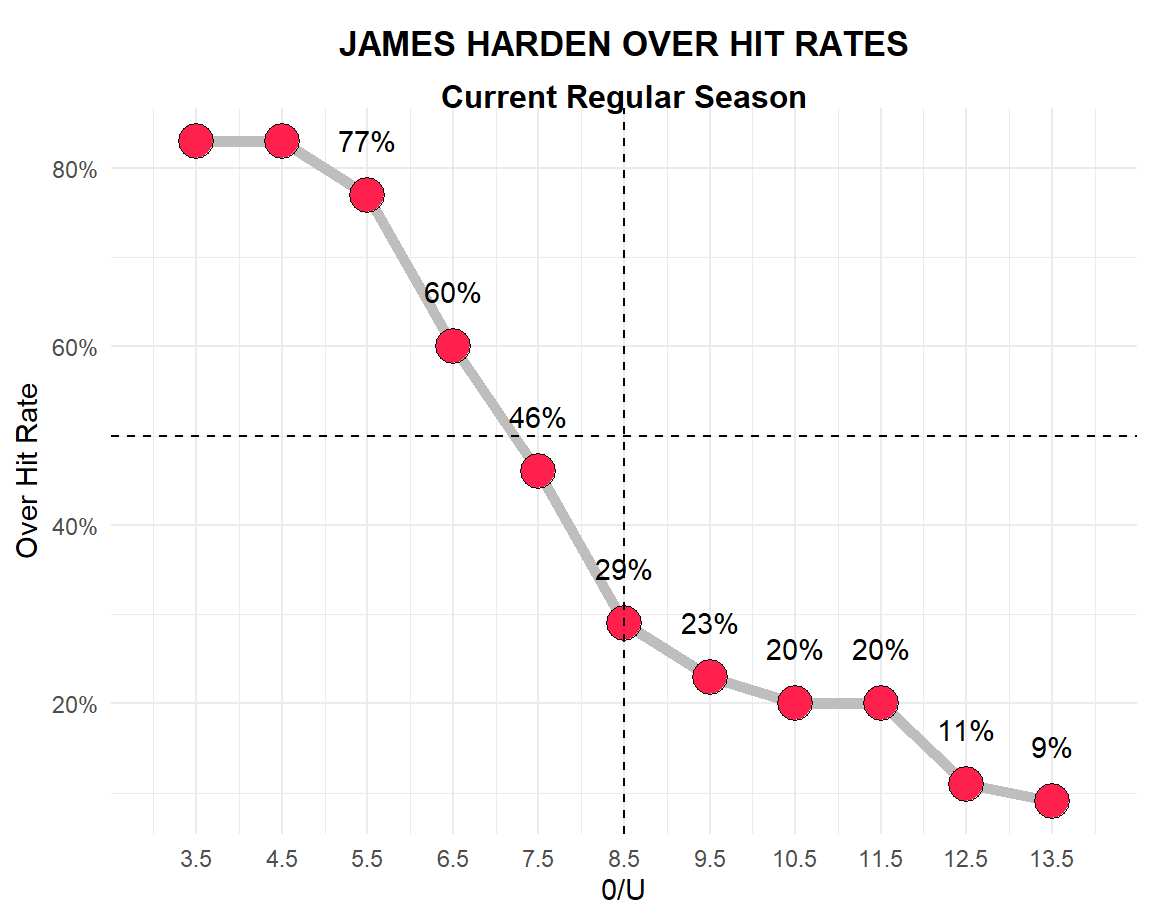 JAMES HARDEN OVER HIT RATES
Current Regular Season
77%
80%
60%
60%
46%
Over Hit Rate
40%
29%
23%
20%
20%
20%
11%
9%
3.5 4.5 5.5 6.5 7.5 8.5 9.5 10.5 11.5 12.5 13.5
0/U